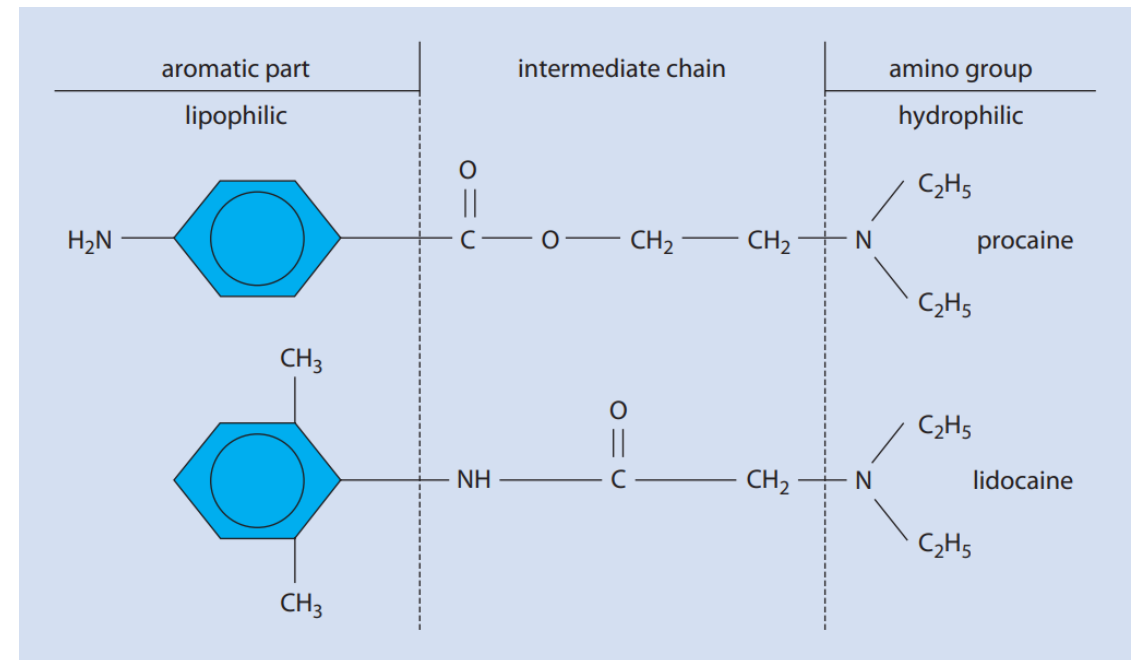 aromatic part intermediate chain amino group
lipophilic hydrophilic
O
C₂H₅
H₂N C O CH₂ CH₂ N procaine
C₂H₅
CH₃
O
C₂H₅
NH C CH₂ N lidocaine
C₂H₅
CH₃